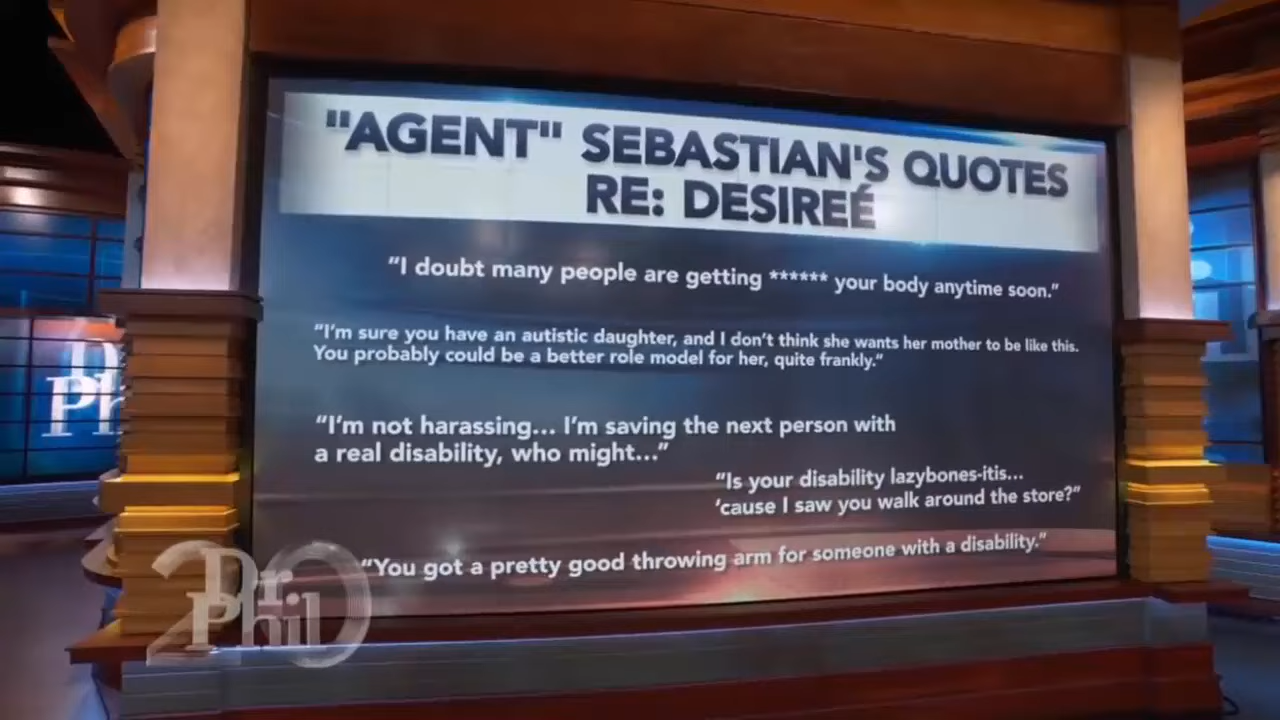 "AGENT" SEBASTIAN'S QUOTES
RE: DESIREÉ
“I doubt many people are getting ****** your body anytime soon.”
“I'm sure you have an autistic daughter, and I don't think she wants her mother to be like this.
You probably could be a better role model for her, quite frankly.”
“I'm not harassing... I'm saving the next person with
a real disability, who might...”
“Is your disability lazybones-itis...
‘cause I saw you walk around the store?”
“You got a pretty good throwing arm for someone with a disability.”
Dr.
Ph
20
Dr.
Phil